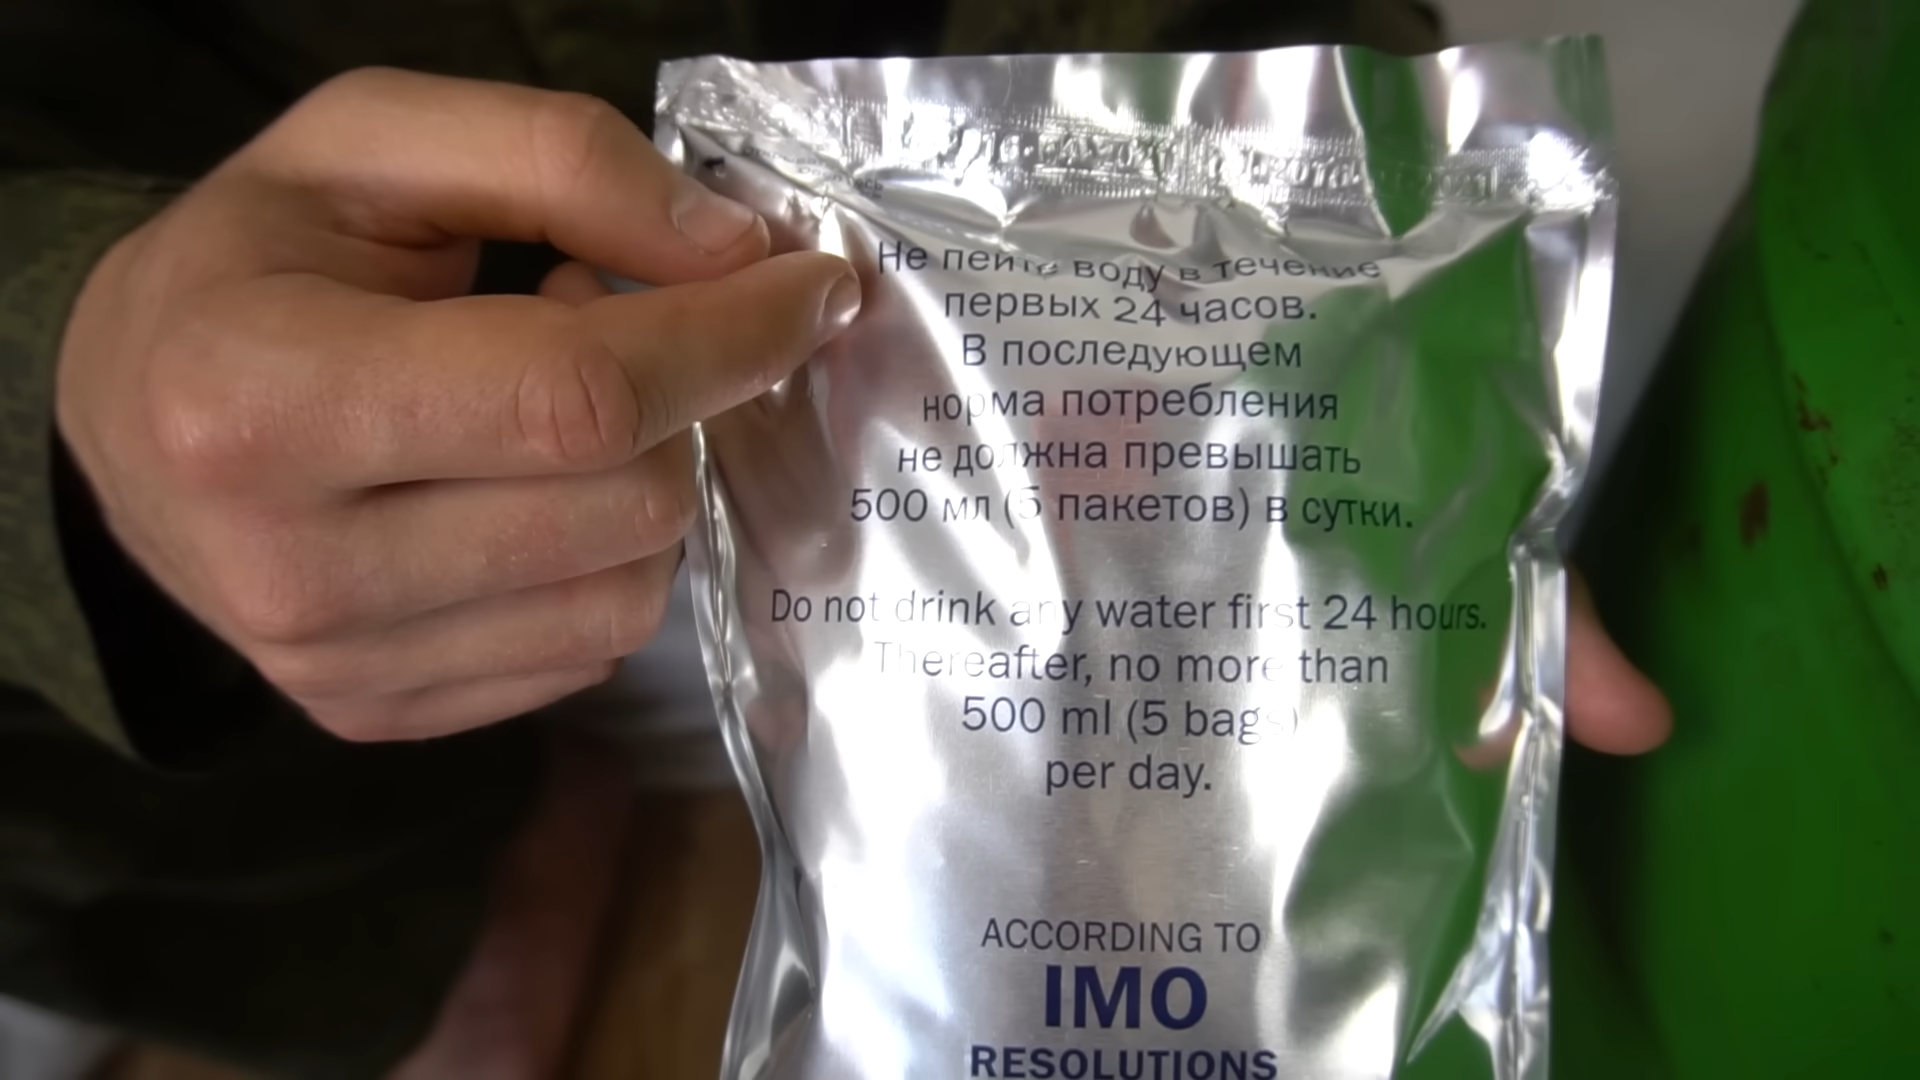 Не пейте воду в течение
первых 24 часов.
В последующем
норма потребления
не должна превышать
500 мл (5 пакетов) в сутки.
Do not drink any water first 24 hours.
Thereafter, no more than
500 ml (5 bags)
per day.
ACCORDING TO
IMO
RESOLUTIONS